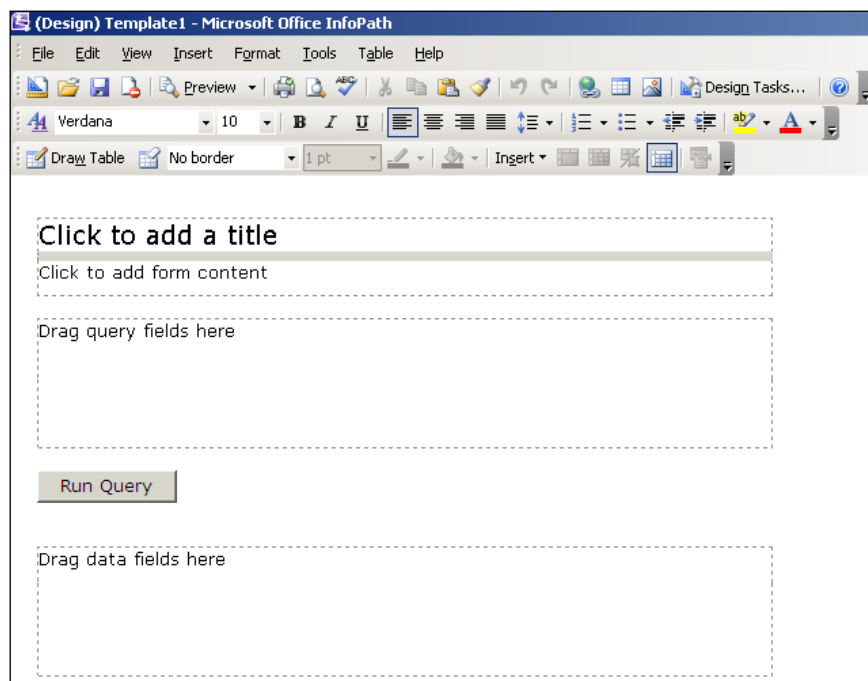 (Design) Template1 - Microsoft Office InfoPath
File Edit View Insert Format Tools Table Help
Preview ABC Design Tasks...
Verdana 10 B I U ab A
Draw Table No border 1 pt Insert
Click to add a title
Click to add form content
Drag query fields here
Run Query
Drag data fields here